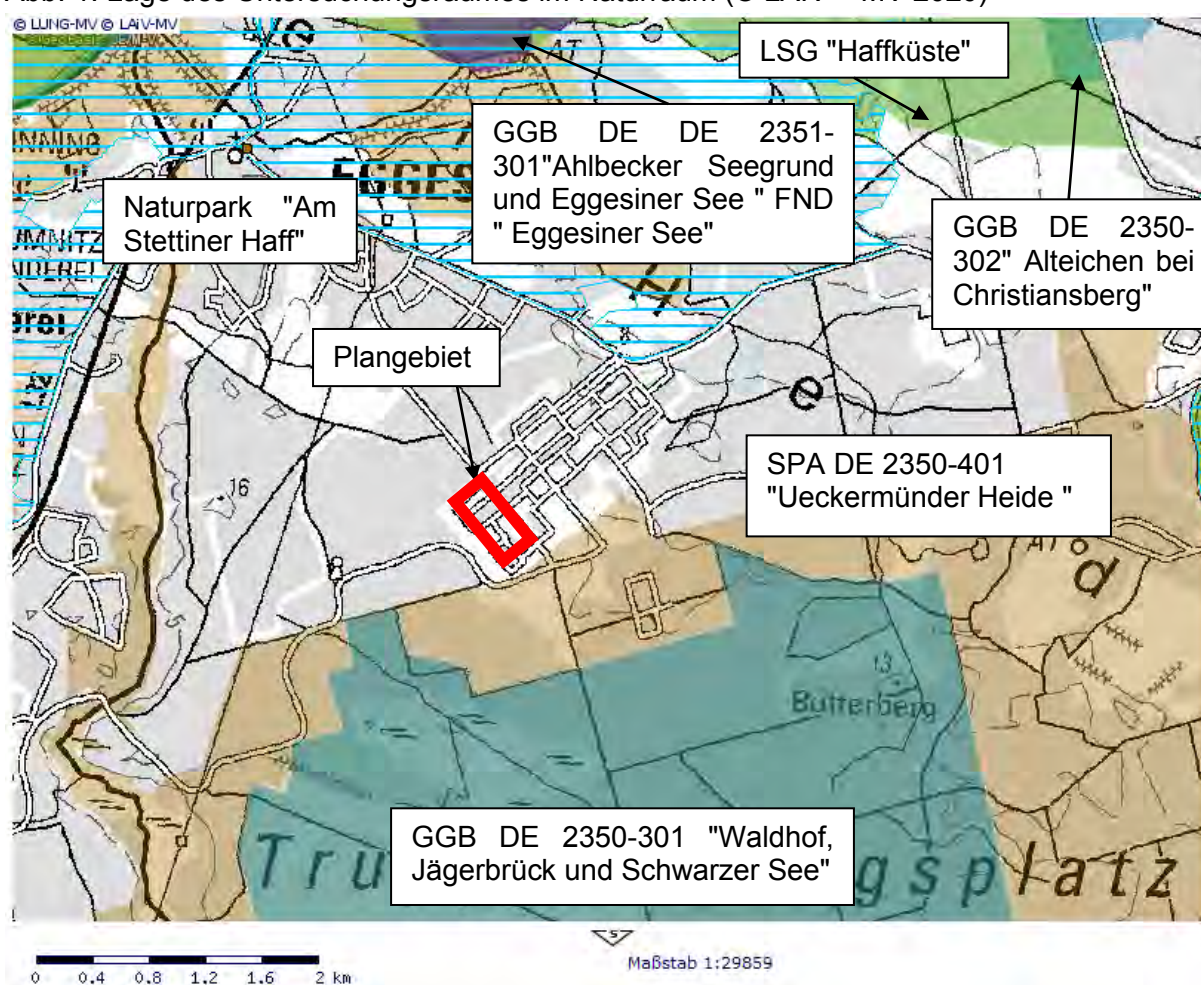 © LUNG-MV © LAiV-MV
LSG "Haffküste"
GGB DE DE 2351-
301"Ahlbecker Seegrund
und Eggesiner See " FND
" Eggesiner See"
Naturpark "Am
Stettiner Haff"
GGB DE 2350-
302" Alteichen bei
Christiansberg"
Plangebiet
e
SPA DE 2350-401
"Ueckermünder Heide "
16
d
13
Butterberg
GGB DE 2350-301 "Waldhof,
Jägerbrück und Schwarzer See"
Tru
gsplatz
S
Maßstab 1:29859
0 0.4 0.8 1.2 1.6 2 km